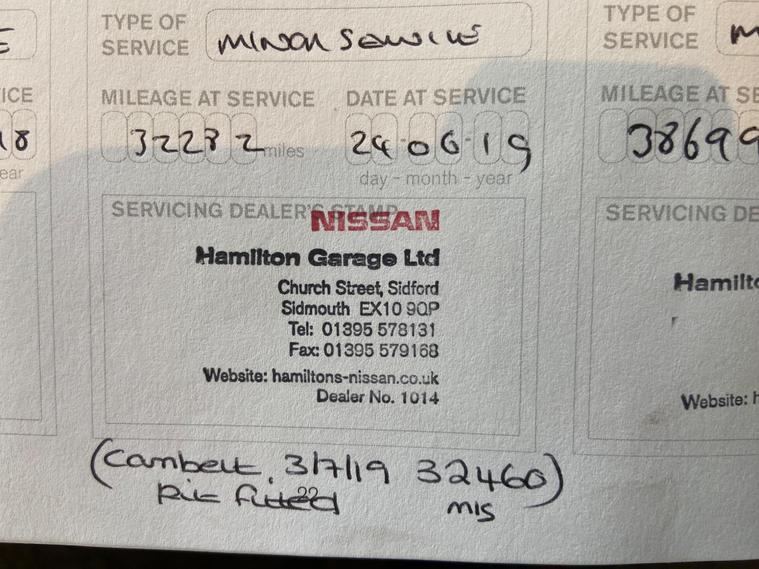 TYPE OF
SERVICE
MINOR SERVICE
MILEAGE AT SERVICE
32282 miles
DATE AT SERVICE
24-06-19
day - month - year
SERVICING DEALER'S STAMP
NISSAN
Hamilton Garage Ltd
Church Street, Sidford
Sidmouth EX10 9QP
Tel: 01395 578131
Fax: 01395 579168
Website: hamiltons-nissan.co.uk
Dealer No. 1014
(Cambelt. 3/7/19 32460)
kit fitted mls
ICE
18
ear
TYPE OF
SERVICE
M
MILEAGE AT SE
38699
SERVICING DE
Hamilto
Website: h